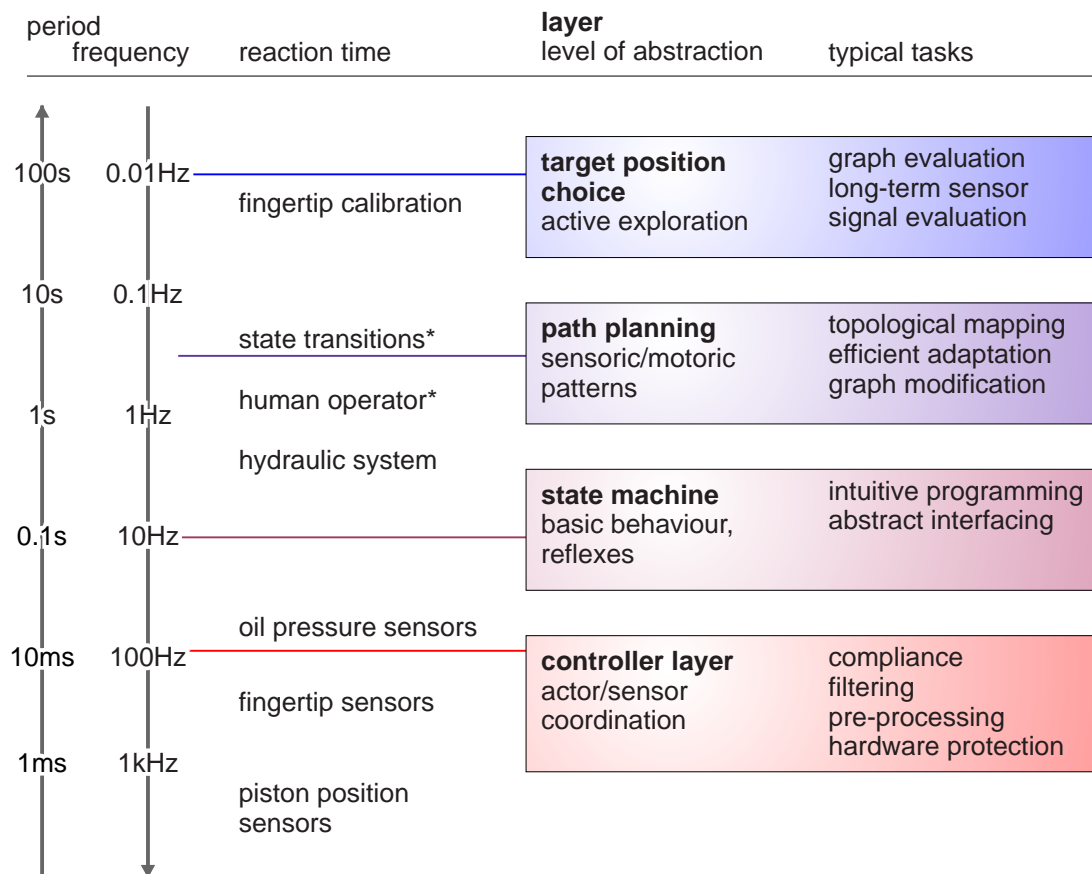 period
frequency
reaction time
layer
level of abstraction
typical tasks
100s
0.01Hz
fingertip calibration
target position
choice
active exploration
graph evaluation
long-term sensor
signal evaluation
10s
0.1Hz
state transitions*
path planning
sensoric/motoric
patterns
topological mapping
efficient adaptation
graph modification
human operator*
1s
1Hz
hydraulic system
state machine
basic behaviour,
reflexes
intuitive programming
abstract interfacing
0.1s
10Hz
oil pressure sensors
10ms
100Hz
controller layer
actor/sensor
coordination
compliance
filtering
pre-processing
hardware protection
fingertip sensors
1ms
1kHz
piston position
sensors